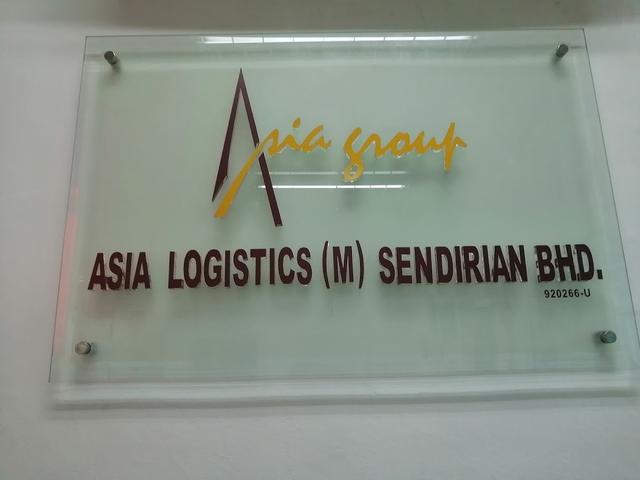 Asia group
ASIA LOGISTICS (M) SENDIRIAN BHD.
920266-U